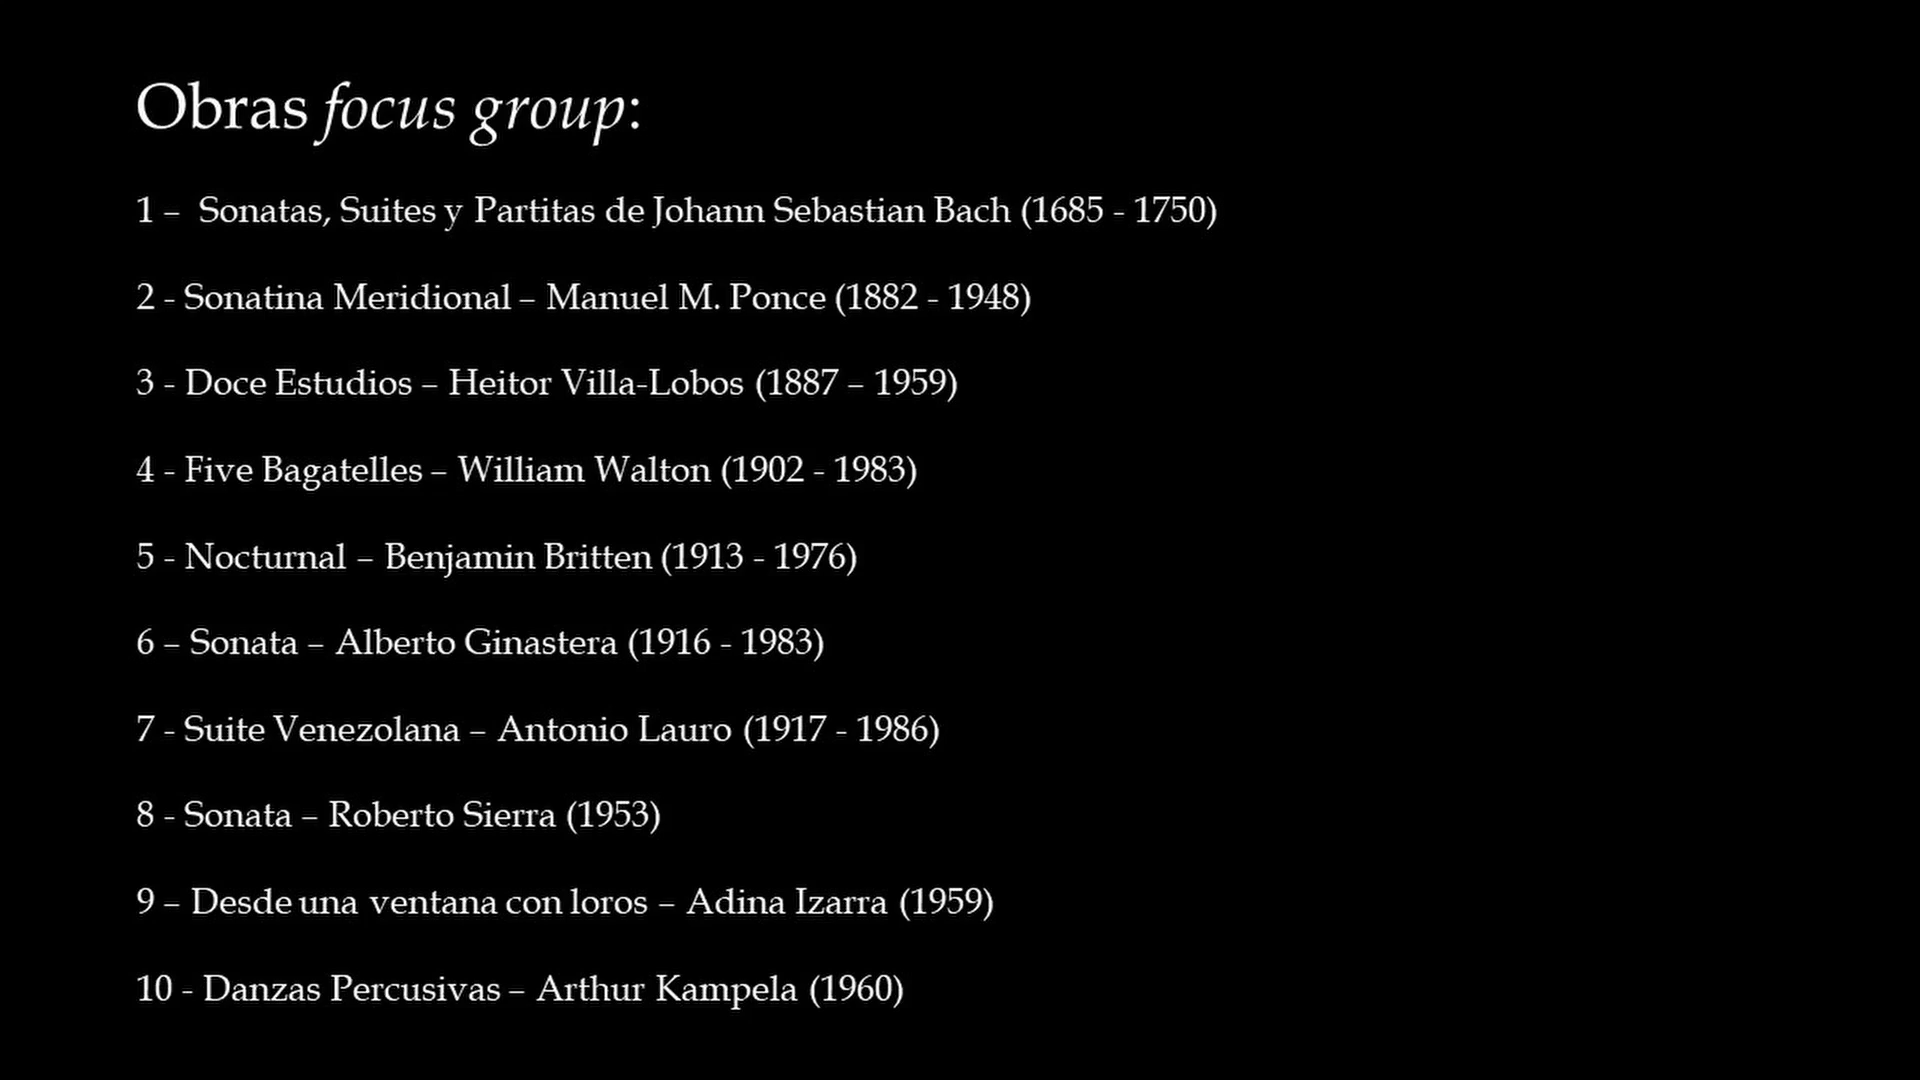 Obras focus group:
1 – Sonatas, Suites y Partitas de Johann Sebastian Bach (1685 - 1750)
2 - Sonatina Meridional – Manuel M. Ponce (1882 - 1948)
3 - Doce Estudios – Heitor Villa-Lobos (1887 – 1959)
4 - Five Bagatelles – William Walton (1902 - 1983)
5 - Nocturnal – Benjamin Britten (1913 - 1976)
6 – Sonata – Alberto Ginastera (1916 - 1983)
7 - Suite Venezolana – Antonio Lauro (1917 - 1986)
8 - Sonata – Roberto Sierra (1953)
9 – Desde una ventana con loros – Adina Izarra (1959)
10 - Danzas Percusivas – Arthur Kampela (1960)